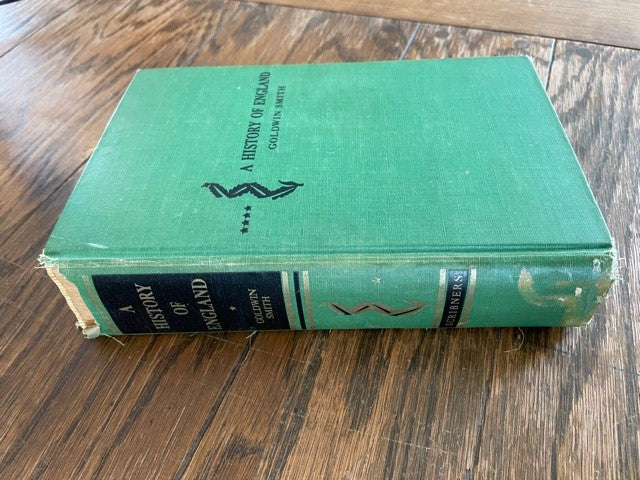 A HISTORY OF ENGLAND
GOLDWIN SMITH
A
HISTORY
OF
ENGLAND
GOLDWIN
SMITH
SCRIBNERS